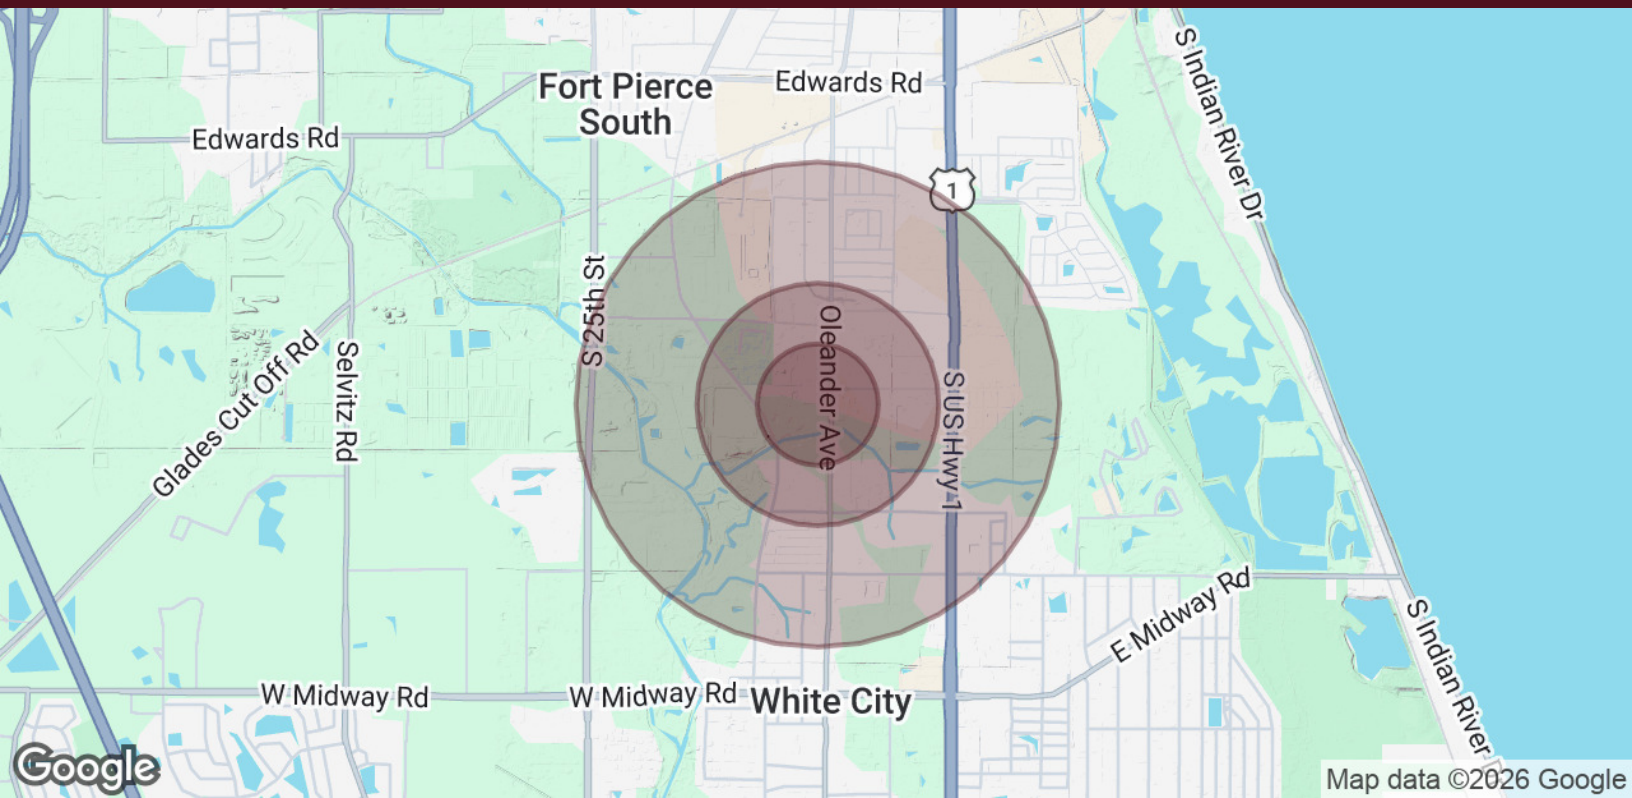 S Indian River Dr
Fort Pierce
South
Edwards Rd
Edwards Rd
1
S 25th St
Oleander Ave
Glades Cut Off Rd
Selvitz Rd
S US Hwy 1
E Midway Rd
S Indian River D
W Midway Rd
W Midway Rd
White City
Google
Map data ©2026 Google